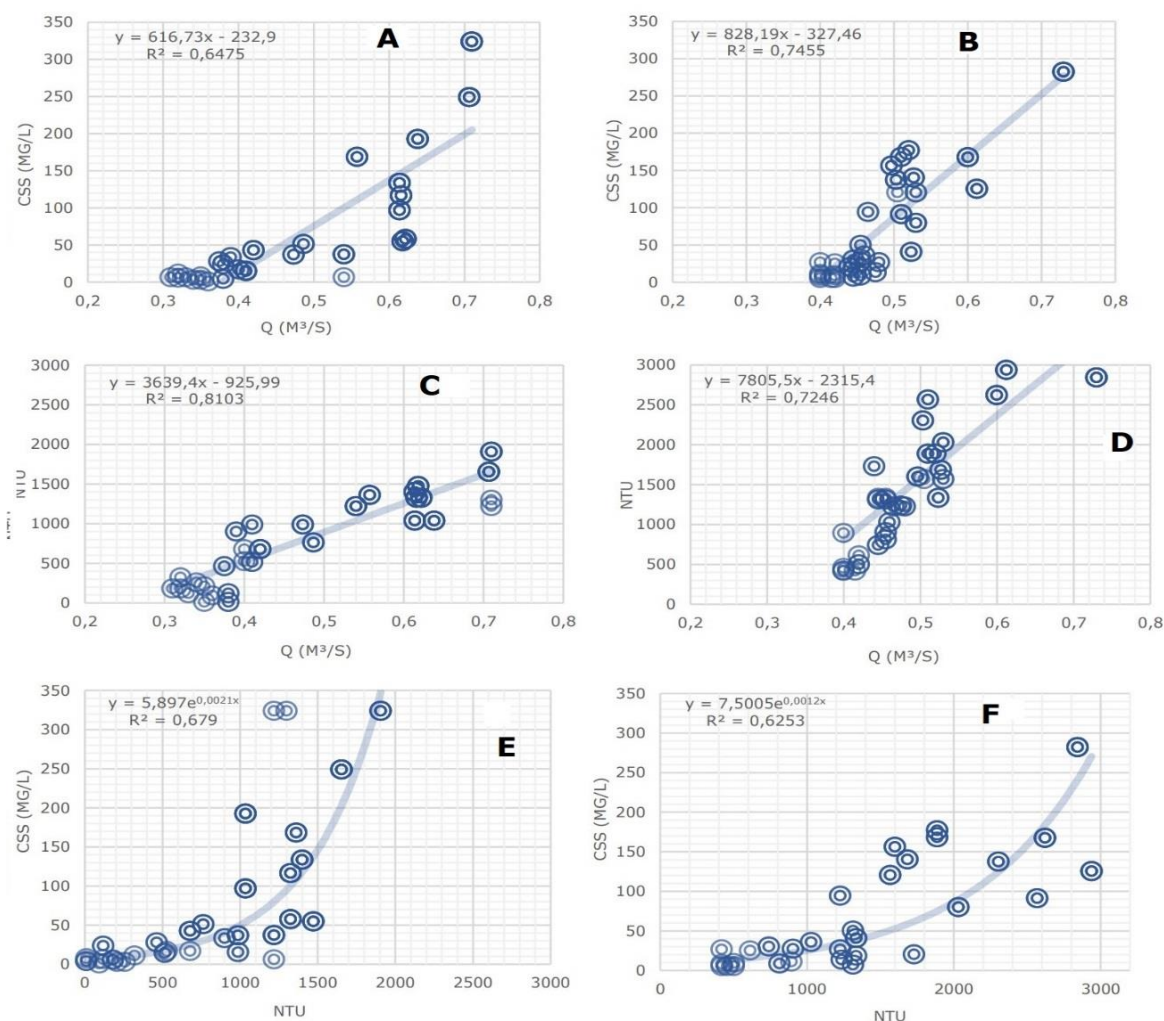 350
y = 616,73x - 232,9
R² = 0,6475
A
300
250
200
150
100
50
0
CSS (MG/L)
0,2 0,3 0,4 0,5 0,6 0,7 0,8
Q (M³/S)
350
y = 828,19x - 327,46
R² = 0,7455
B
300
250
200
150
100
50
0
CSS (MG/L)
0,2 0,3 0,4 0,5 0,6 0,7 0,8
Q (M³/S)
3000
y = 3639,4x - 925,99
R² = 0,8103
C
2500
2000
1500
1000
500
0
NTU
0,2 0,3 0,4 0,5 0,6 0,7 0,8
Q (M³/S)
3000
y = 7805,5x - 2315,4
R² = 0,7246
D
2500
2000
1500
1000
500
0
NTU
0,2 0,3 0,4 0,5 0,6 0,7 0,8
Q (M³/S)
350
y = 5,897e0,0021x
R² = 0,679
E
300
250
200
150
100
50
0
CSS (MG/L)
0 500 1000 1500 2000 2500 3000
NTU
350
y = 7,5005e0,0012x
R² = 0,6253
F
300
250
200
150
100
50
0
CSS (MG/L)
0 1000 2000 3000
NTU